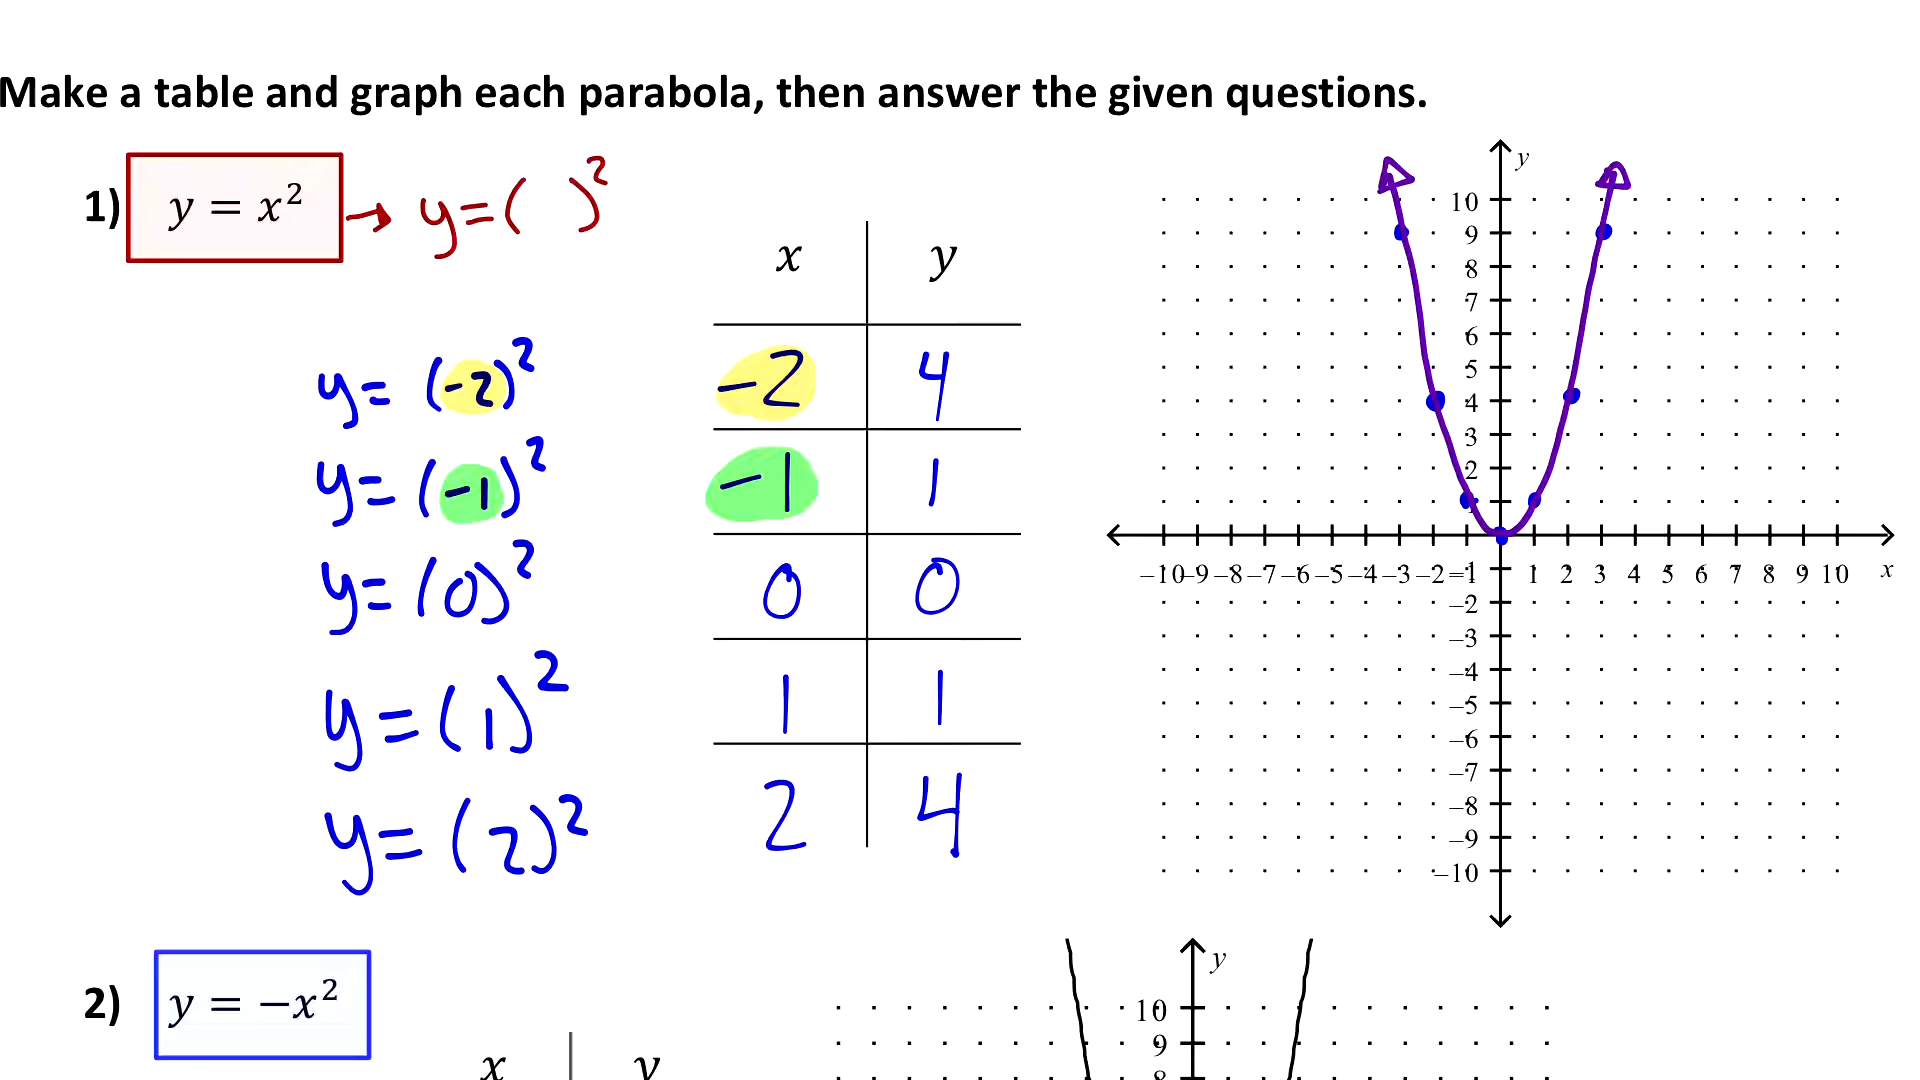 Make a table and graph each parabola, then answer the given questions.
1) y = x² → y = ( )²
x y
y = (-2)² -2 4
y = (-1)² -1 1
y = (0)² 0 0
y = (1)² 1 1
y = (2)² 2 4
y
10
9
8
7
6
5
4
3
2
1
−10 −9 −8 −7 −6 −5 −4 −3 −2 −1 1 2 3 4 5 6 7 8 9 10 x
−2
−3
−4
−5
−6
−7
−8
−9
−10
2) y = −x²
x y
y
10
9
8